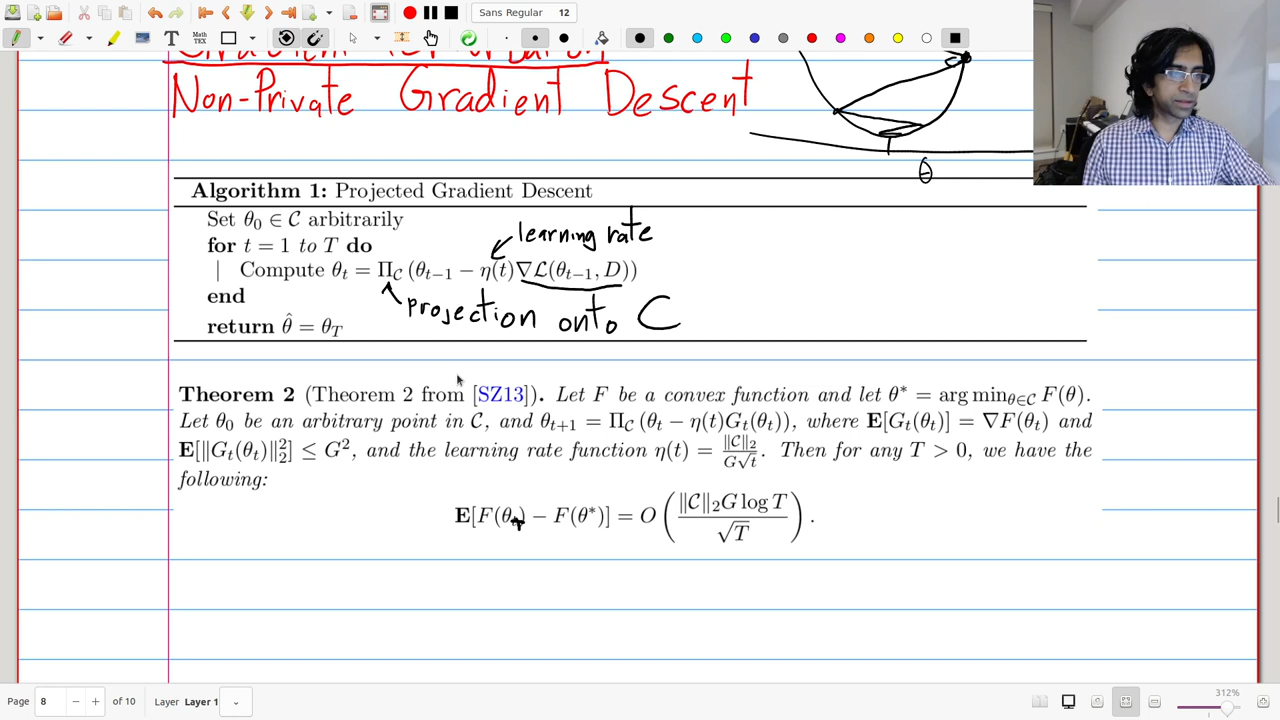 Sans Regular 12
Non-Private Gradient Descent
θ
Algorithm 1: Projected Gradient Descent
Set θ₀ ∈ 𝒞 arbitrarily
learning rate
for t = 1 to T do
Compute θₜ = Π_𝒞 (θₜ₋₁ − η(t)∇ℒ(θₜ₋₁, D))
end
projection onto C
return θ̂ = θ_T
Theorem 2 (Theorem 2 from [SZ13]). Let F be a convex function and let θ* = arg min_{θ∈𝒞} F(θ).
Let θ₀ be an arbitrary point in 𝒞, and θₜ₊₁ = Π_𝒞 (θₜ − η(t)Gₜ(θₜ)), where E[Gₜ(θₜ)] = ∇F(θₜ) and
E[‖Gₜ(θₜ)‖₂²] ≤ G², and the learning rate function η(t) = ‖𝒞‖₂/(G√t). Then for any T > 0, we have the
following:
E[F(θ) − F(θ*)] = O(‖𝒞‖₂G log T/√T).
Page 8 of 10 Layer Layer 1 312%